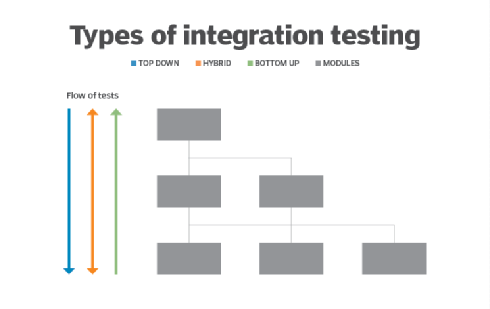 Types of integration testing
TOP DOWN HYBRID BOTTOM UP MODULES
Flow of tests